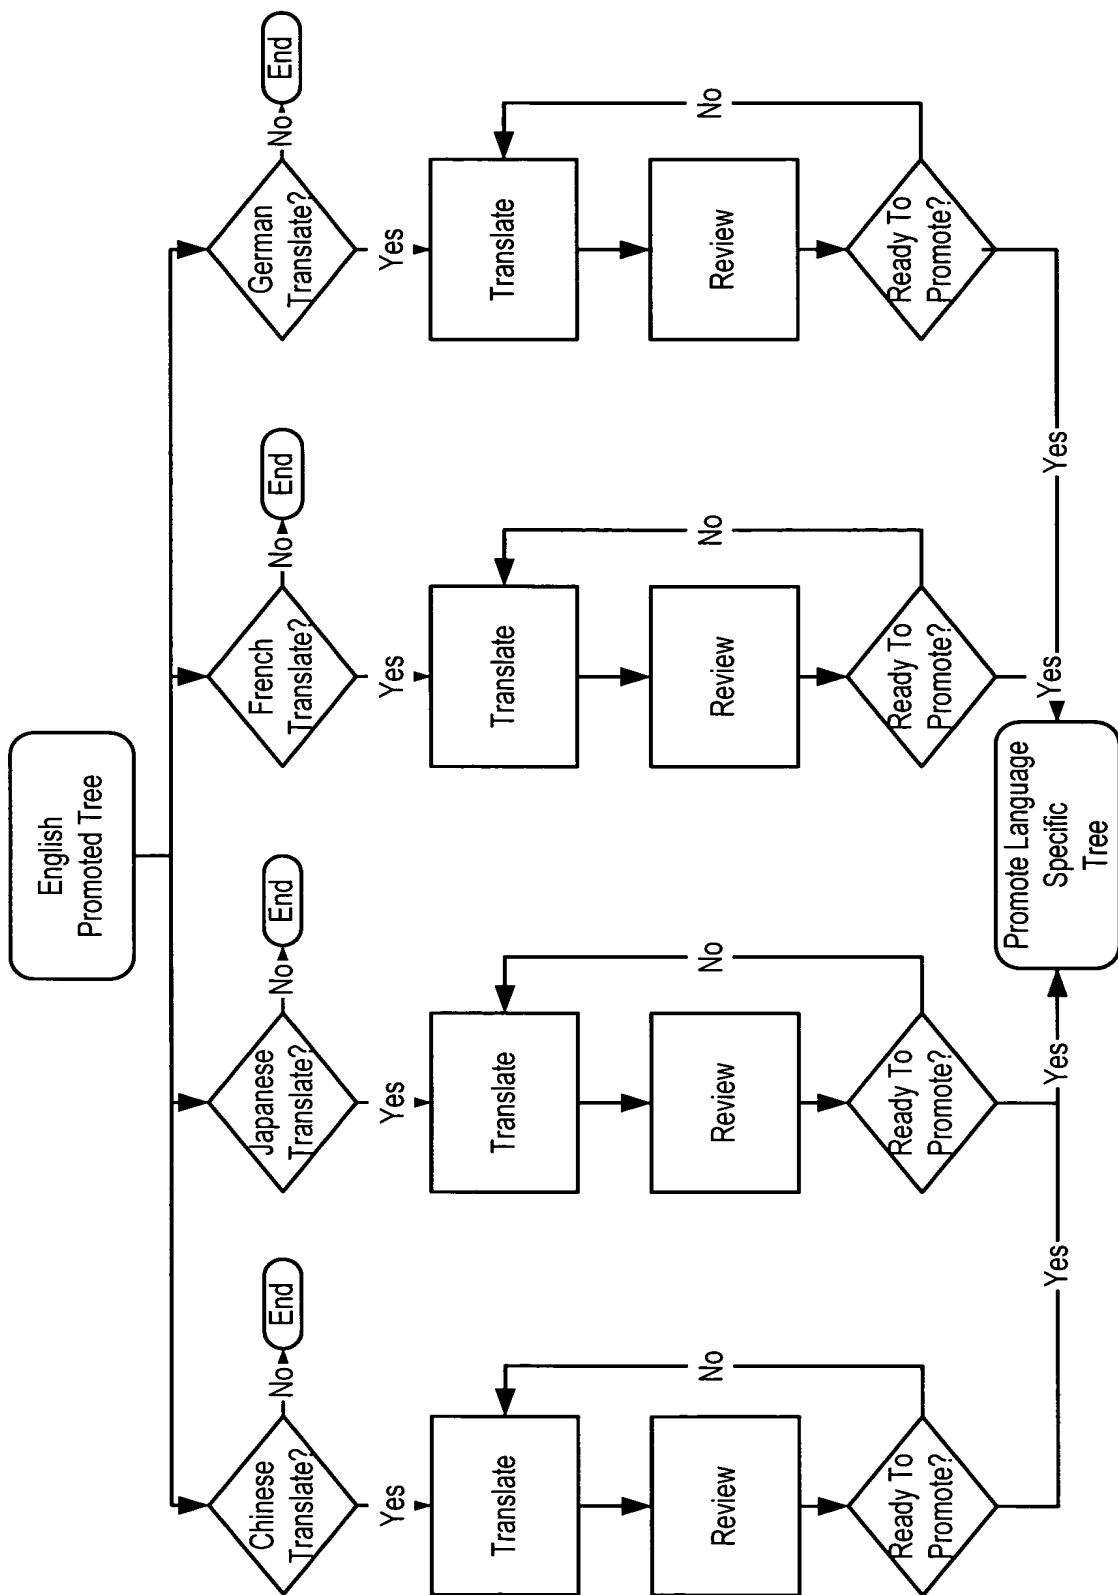 English
Promoted Tree
Chinese
Translate?
No
End
Yes
Translate
Review
Ready To
Promote?
No
Yes
Japanese
Translate?
No
End
Yes
Translate
Review
Ready To
Promote?
No
Yes
French
Translate?
No
End
Yes
Translate
Review
Ready To
Promote?
No
Yes
German
Translate?
No
End
Yes
Translate
Review
Ready To
Promote?
No
Yes
Promote Language
Specific
Tree